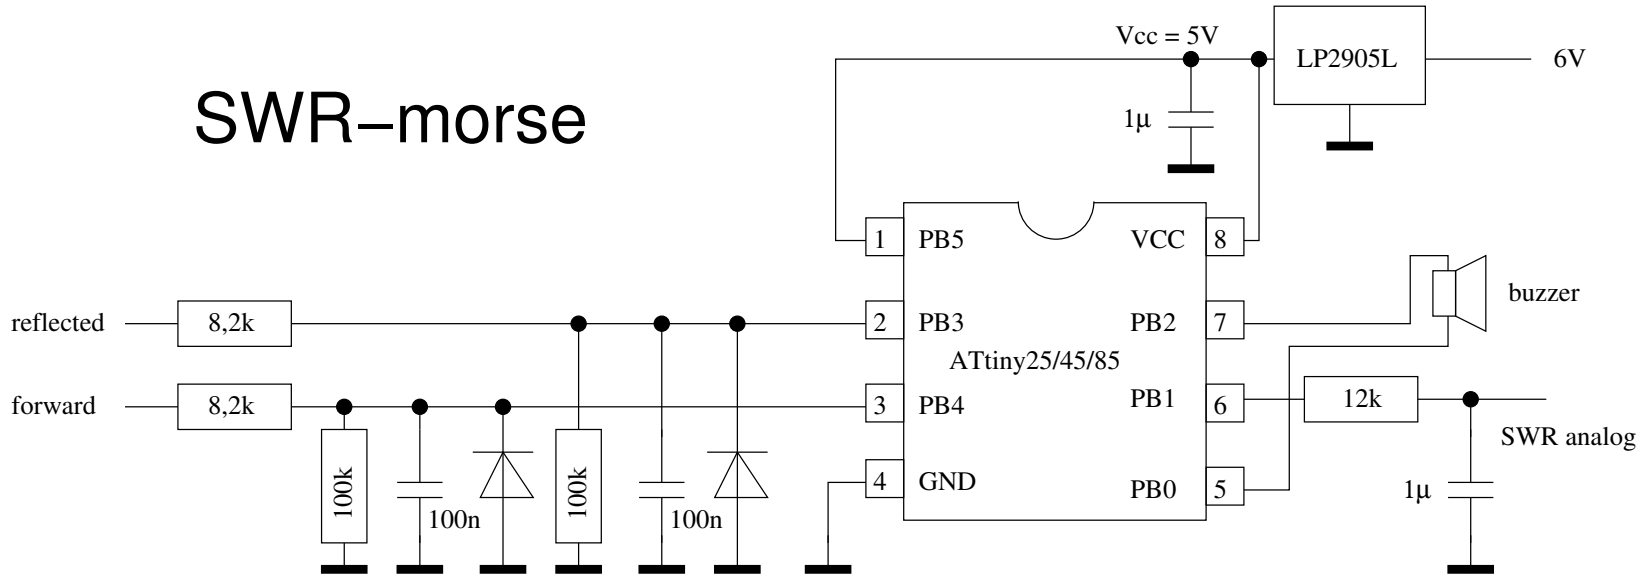 Vcc = 5V
LP2905L
6V
SWR–morse
1µ
1
PB5
VCC
8
reflected
8,2k
2
PB3
PB2
7
buzzer
ATtiny25/45/85
forward
8,2k
3
PB4
PB1
6
12k
SWR analog
100k
100n
100k
100n
4
GND
PB0
5
1µ